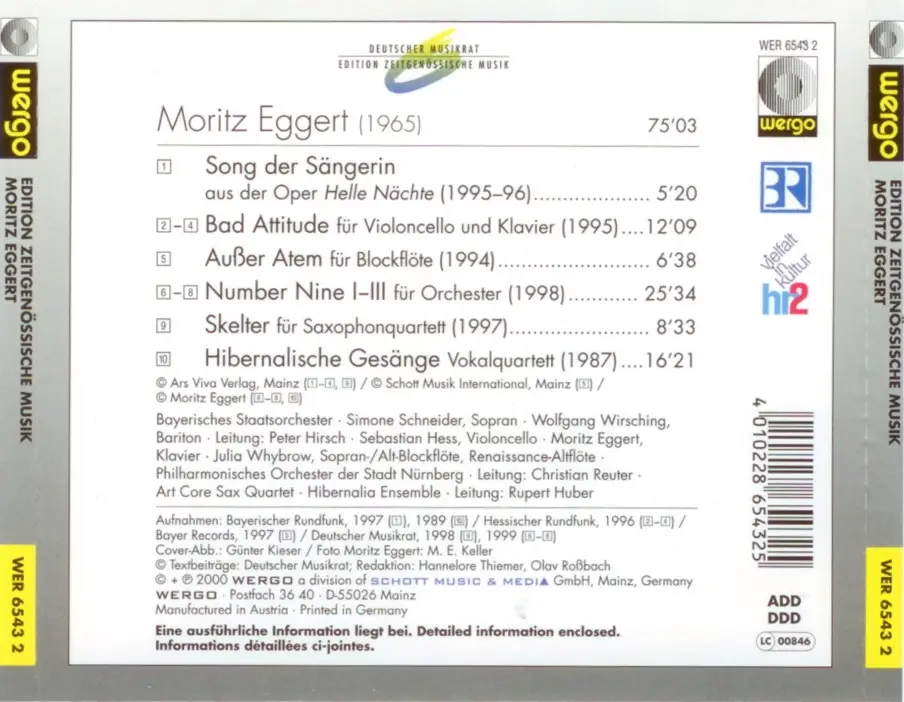 DEUTSCHER MUSIKRAT
EDITION ZEITGENÖSSISCHE MUSIK
WER 6543 2
wergo
Moritz Eggert (1965) 75'03
1 Song der Sängerin
aus der Oper Helle Nächte (1995–96).................... 5'20
2–4 Bad Attitude für Violoncello und Klavier (1995)....12'09
5 Außer Atem für Blockflöte (1994)........................... 6'38
6–8 Number Nine I–III für Orchester (1998)............ 25'34
9 Skelter für Saxophonquartett (1997)......................... 8'33
10 Hibernalische Gesänge Vokalquartett (1987)....16'21
BR
vielfalt in kultur
hr2
© Ars Viva Verlag, Mainz (1–4, 9) / © Schott Musik International, Mainz (5) /
© Moritz Eggert (6–8, 10)
Bayerisches Staatsorchester · Simone Schneider, Sopran · Wolfgang Wirsching,
Bariton · Leitung: Peter Hirsch · Sebastian Hess, Violoncello · Moritz Eggert,
Klavier · Julia Whybrow, Sopran-/Alt-Blockflöte, Renaissance-Altflöte ·
Philharmonisches Orchester der Stadt Nürnberg · Leitung: Christian Reuter ·
Art Core Sax Quartet · Hibernalia Ensemble · Leitung: Rupert Huber
Aufnahmen: Bayerischer Rundfunk, 1997 (1), 1989 (10) / Hessischer Rundfunk, 1996 (2–4) /
Bayer Records, 1997 (5) / Deutscher Musikrat, 1998 (9), 1999 (6–8)
Cover-Abb.: Günter Kieser / Foto Moritz Eggert: M. E. Keller
© Textbeiträge: Deutscher Musikrat; Redaktion: Hannelore Thiemer, Olav Roßbach
© + ℗ 2000 WERGO a division of SCHOTT MUSIC & MEDIA GmbH, Mainz, Germany
WERGO · Postfach 36 40 · D-55026 Mainz
Manufactured in Austria · Printed in Germany
Eine ausführliche Information liegt bei. Detailed information enclosed.
Informations détaillées ci-jointes.
4 010228 654325
ADD
DDD
LC 00846
wergo
EDITION ZEITGENÖSSISCHE MUSIK
MORITZ EGGERT
WER 6543 2
wergo
EDITION ZEITGENÖSSISCHE MUSIK
MORITZ EGGERT
WER 6543 2